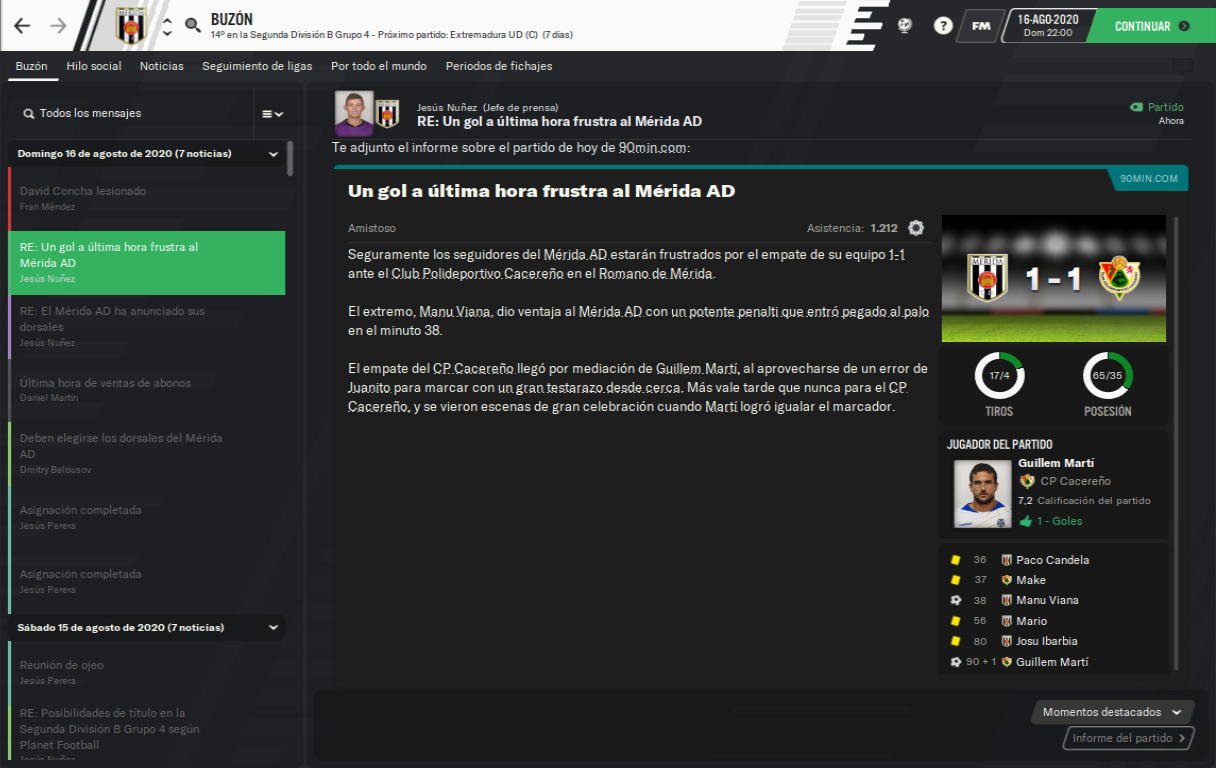 BUZÓN
14º en la Segunda División B Grupo 4 - Próximo partido: Extremadura UD (C) (7 días)
?
FM
16-AGO-2020
Dom 22:00
CONTINUAR
Buzón
Hilo social
Noticias
Seguimiento de ligas
Por todo el mundo
Periodos de fichajes
Todos los mensajes
Domingo 16 de agosto de 2020 (7 noticias)
David Concha lesionado
Fran Méndez
RE: Un gol a última hora frustra al
Mérida AD
Jesús Nuñez
RE: El Mérida AD ha anunciado sus
dorsales
Jesús Nuñez
Última hora de ventas de abonos
Daniel Martín
Deben elegirse los dorsales del Mérida
AD
Dmitry Belousov
Asignación completada
Jesús Perera
Asignación completada
Jesús Perera
Sábado 15 de agosto de 2020 (7 noticias)
Reunión de ojeo
Jesús Perera
RE: Posibilidades de título en la
Segunda División B Grupo 4 según
Planet Football
Jesús Nuñez
Jesús Nuñez (Jefe de prensa)
RE: Un gol a última hora frustra al Mérida AD
Partido
Ahora
Te adjunto el informe sobre el partido de hoy de 90min.com:
90MIN.COM
Un gol a última hora frustra al Mérida AD
Amistoso
Asistencia: 1.212
Seguramente los seguidores del Mérida AD estarán frustrados por el empate de su equipo 1-1
ante el Club Polideportivo Cacereño en el Romano de Mérida.
El extremo, Manu Viana, dio ventaja al Mérida AD con un potente penalti que entró pegado al palo
en el minuto 38.
El empate del CP Cacereño llegó por mediación de Guillem Martí, al aprovecharse de un error de
Juanito para marcar con un gran testarazo desde cerca. Más vale tarde que nunca para el CP
Cacereño, y se vieron escenas de gran celebración cuando Martí logró igualar el marcador.
MÉRIDA
1 - 1
17/4
65/35
TIROS
POSESIÓN
JUGADOR DEL PARTIDO
Guillem Martí
CP Cacereño
7,2 Calificación del partido
1 - Goles
36 Paco Candela
37 Make
38 Manu Viana
56 Mario
80 Josu Ibarbia
90 + 1 Guillem Martí
Momentos destacados
Informe del partido